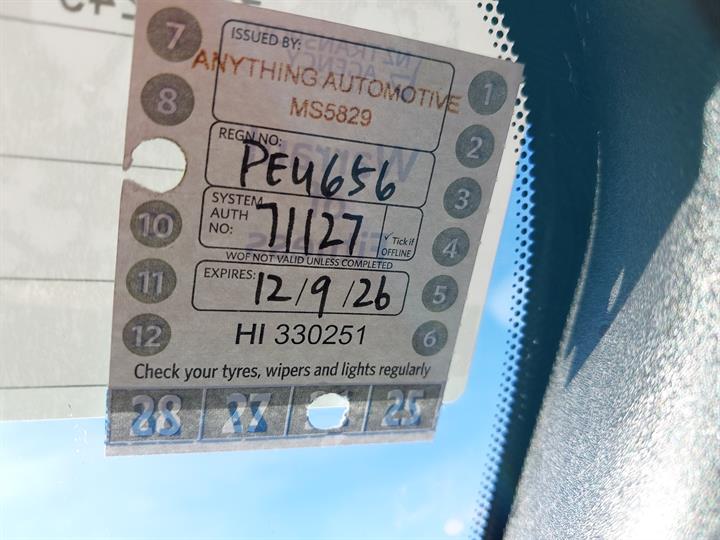 7
ISSUED BY:
ANYTHING AUTOMOTIVE
MS5829
1
8
2
REGN NO:
PEU656
3
SYSTEM
AUTH
NO:
71127
✓ Tick if
OFFLINE
10
4
WOF NOT VALID UNLESS COMPLETED
11
EXPIRES:
12/9/26
5
12
HI 330251
6
Check your tyres, wipers and lights regularly
28 27 25